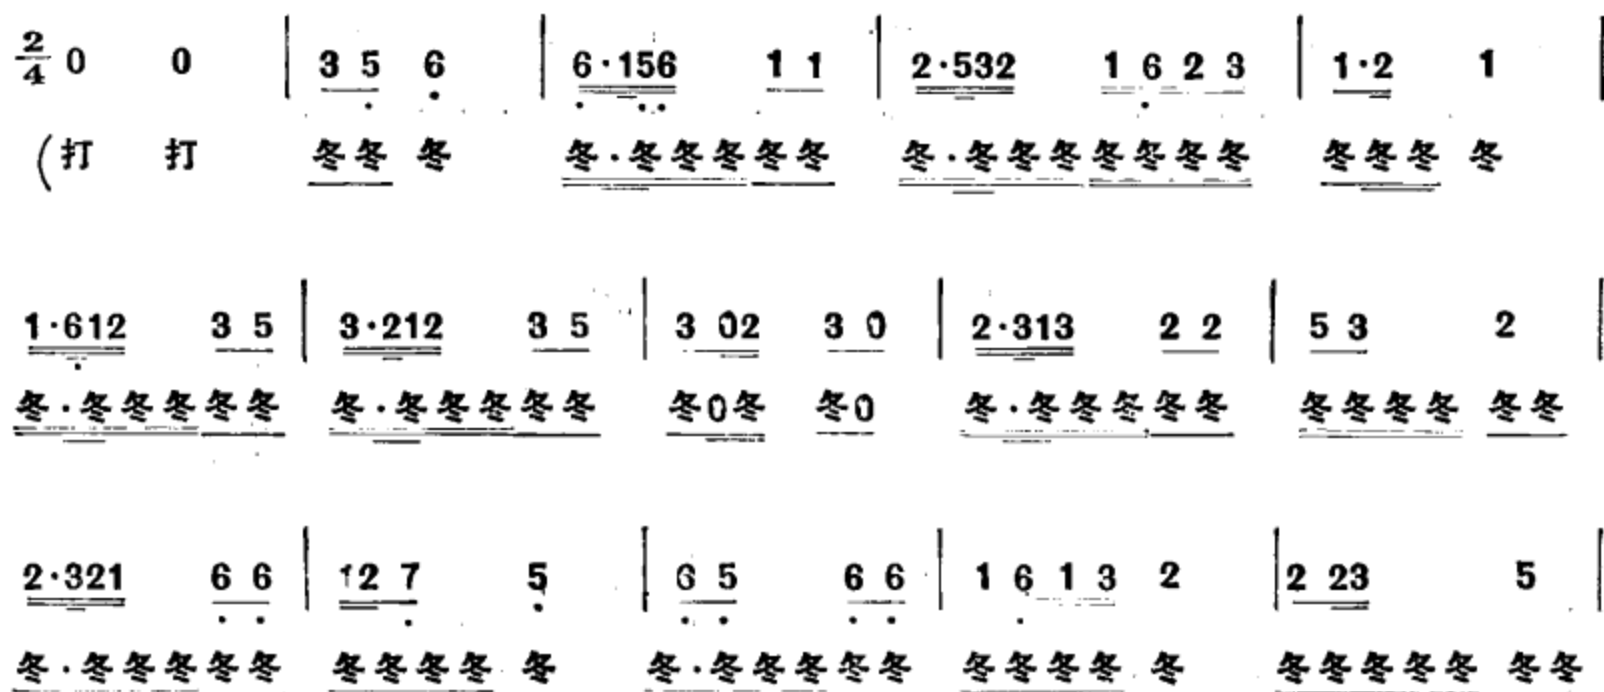 2/4 0 0 | 3 5 6 | 6·156 1 1 | 2·532 1 6 2 3 | 1·2 1 |
(打 打 冬冬 冬 冬·冬冬冬冬冬 冬·冬冬冬冬冬冬冬 冬冬冬 冬
1·612 3 5 | 3·212 3 5 | 3 02 3 0 | 2·313 2 2 | 5 3 2 |
冬·冬冬冬冬冬 冬·冬冬冬冬冬 冬0冬 冬0 冬·冬冬冬冬冬 冬冬冬冬 冬冬
2·321 6 6 | 12 7 5 | 6 5 6 6 | 1 6 1 3 2 | 2 23 5 |
冬·冬冬冬冬冬 冬冬冬冬 冬 冬·冬冬冬冬冬 冬冬冬冬 冬 冬冬冬冬冬 冬冬